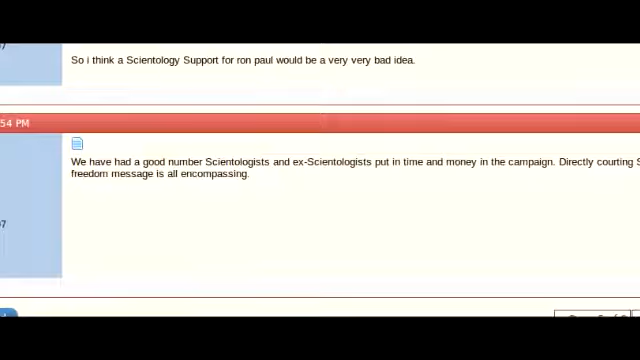 So i think a Scientology Support for ron paul would be a very very bad idea.
54 PM
We have had a good number Scientologists and ex-Scientologists put in time and money in the campaign. Directly courting
freedom message is all encompassing.